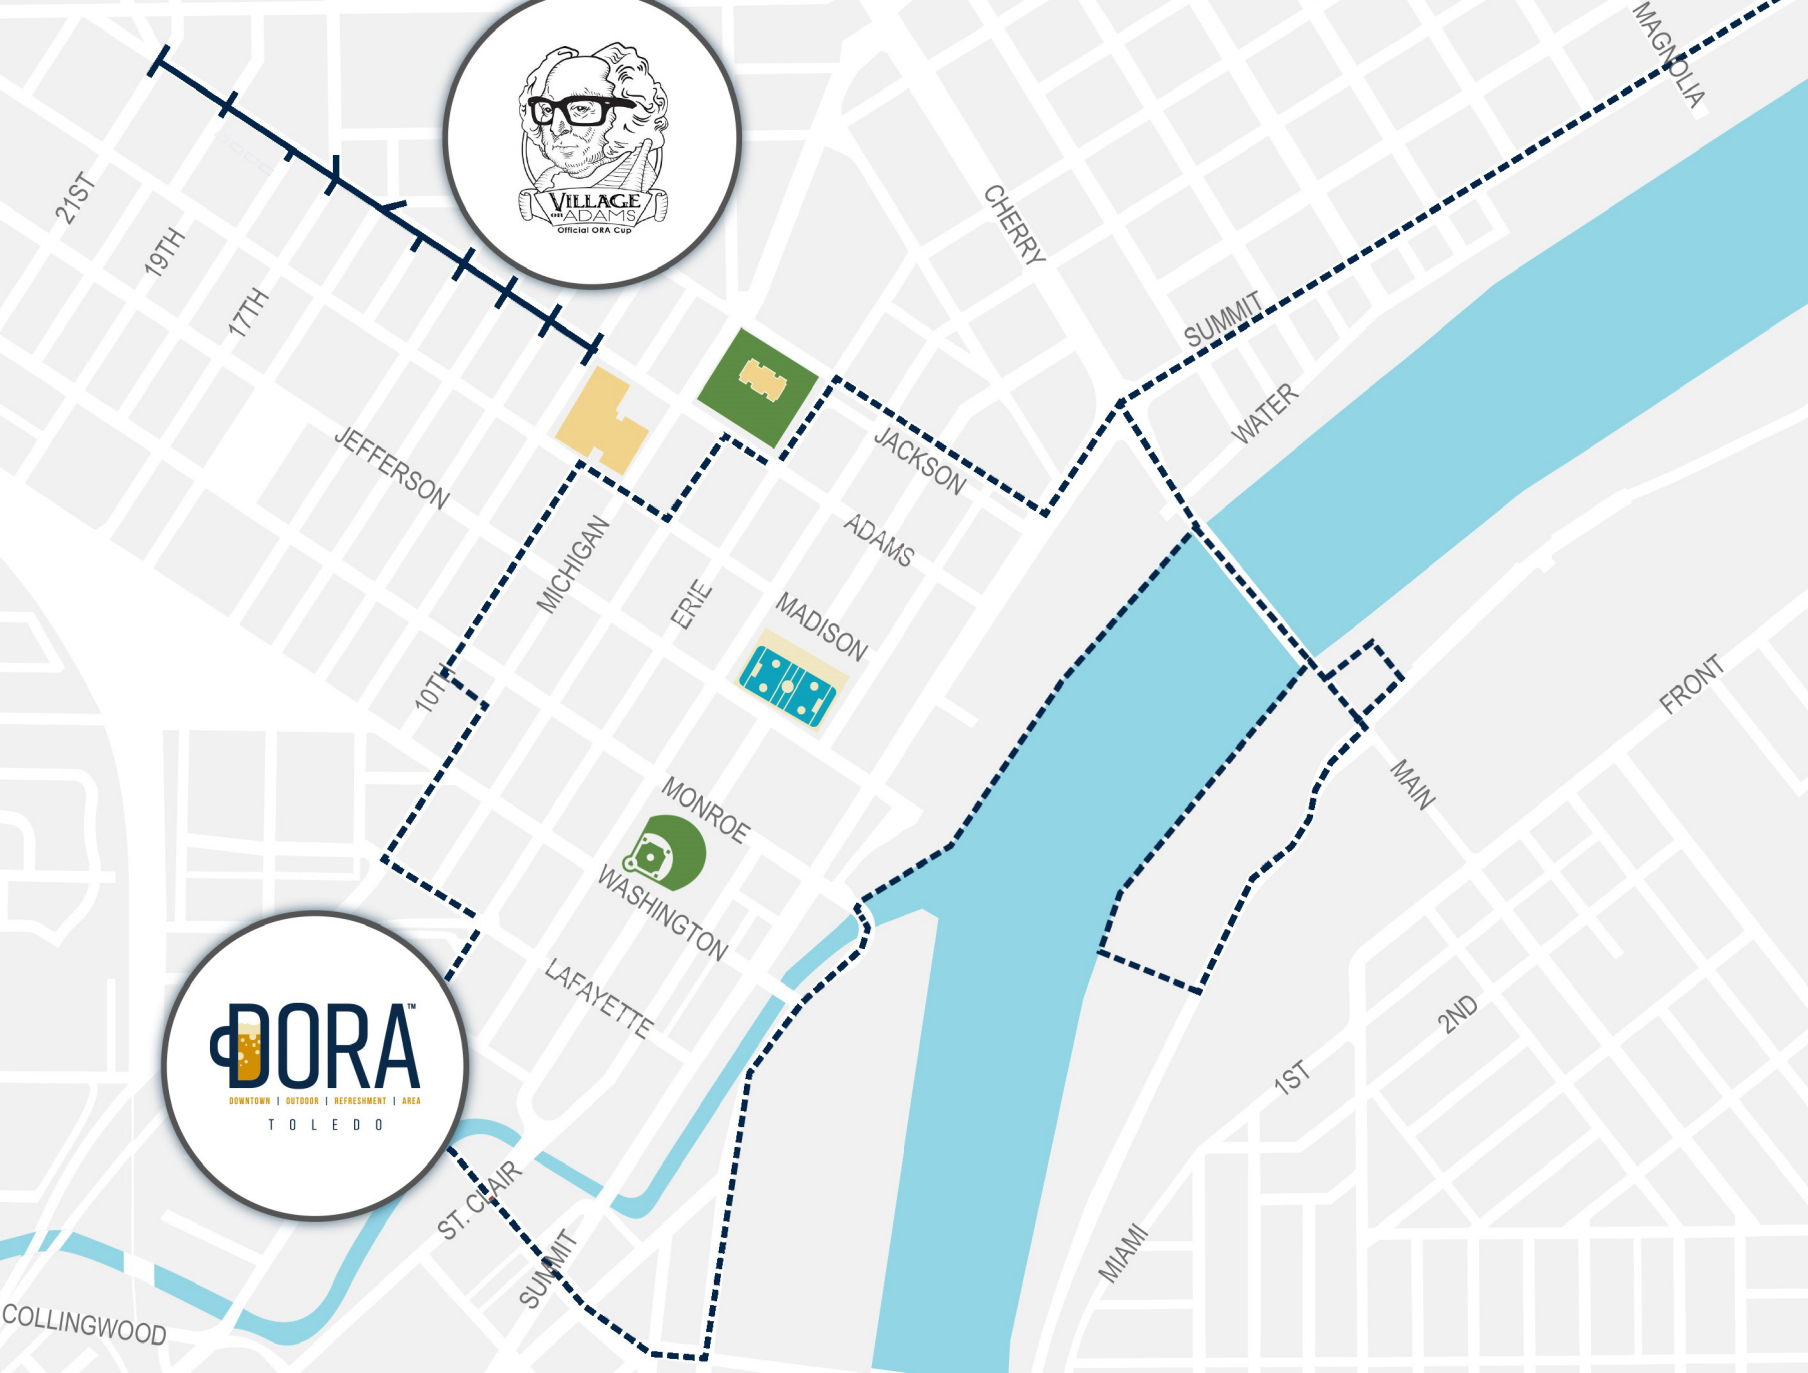 MAGNOLIA
21ST
19TH
17TH
VILLAGE
on ADAMS
Official ORA Cup
CHERRY
SUMMIT
WATER
JEFFERSON
JACKSON
ADAMS
MICHIGAN
ERIE
MADISON
10TH
FRONT
MAIN
MONROE
WASHINGTON
LAFAYETTE
DORA™
DOWNTOWN | OUTDOOR | REFRESHMENT | AREA
TOLEDO
2ND
1ST
ST. CLAIR
SUMMIT
MIAMI
COLLINGWOOD